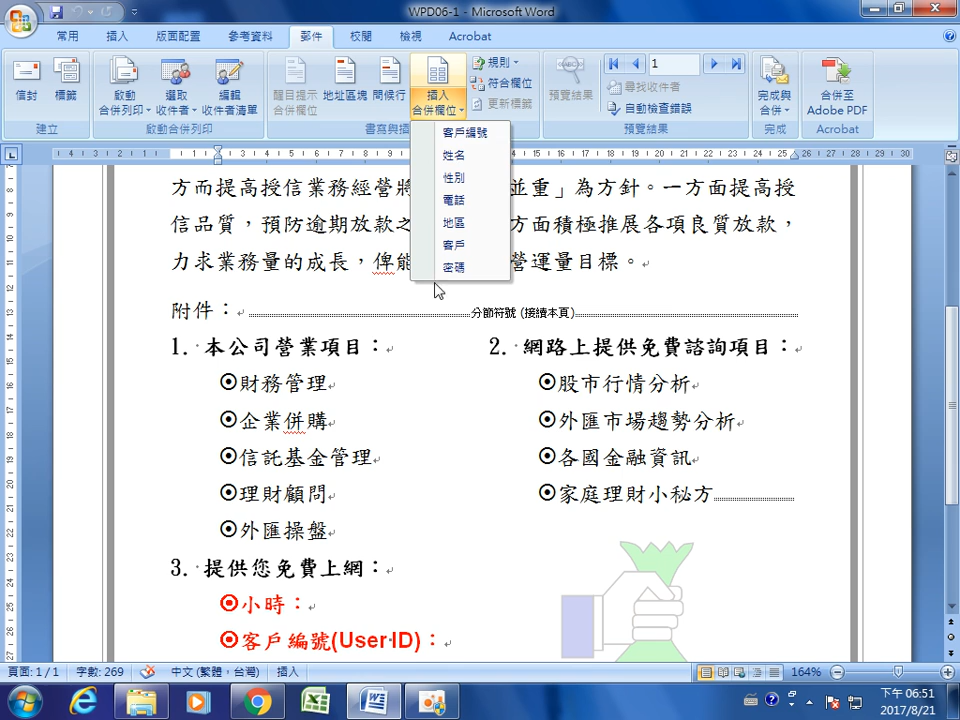 WPD06-1 - Microsoft Word
常用 插入 版面配置 參考資料 郵件 校閱 檢視 Acrobat
信封 標籤 啟動 合併列印 選取 收件者 編輯 收件者清單 醒目提示 合併欄位 地址區塊 問候行 插入 合併欄位 規則 符合欄位 更新標籤 預覽結果 1 尋找收件者 自動檢查錯誤 完成與 合併 合併至 Adobe PDF
建立 啟動合併列印 書寫與插 預覽結果 完成 Acrobat
客戶編號
姓名
性別
電話
地區
客戶
密碼
方而提高授信業務經營將 並重」為方針。一方面提高授
信品質，預防逾期放款之 方面積極推展各項良質放款，
力求業務量的成長，俾能 營運量目標。
附件：
分節符號 (接續本頁)
1. 本公司營業項目：
財務管理
企業併購
信託基金管理
理財顧問
外匯操盤
2. 網路上提供免費諮詢項目：
股市行情分析
外匯市場趨勢分析
各國金融資訊
家庭理財小秘方
3. 提供您免費上網：
小時：
客戶編號(User·ID)：
頁面: 1/1 字數: 269 中文 (繁體，台灣) 插入 164%
下午 06:51
2017/8/21